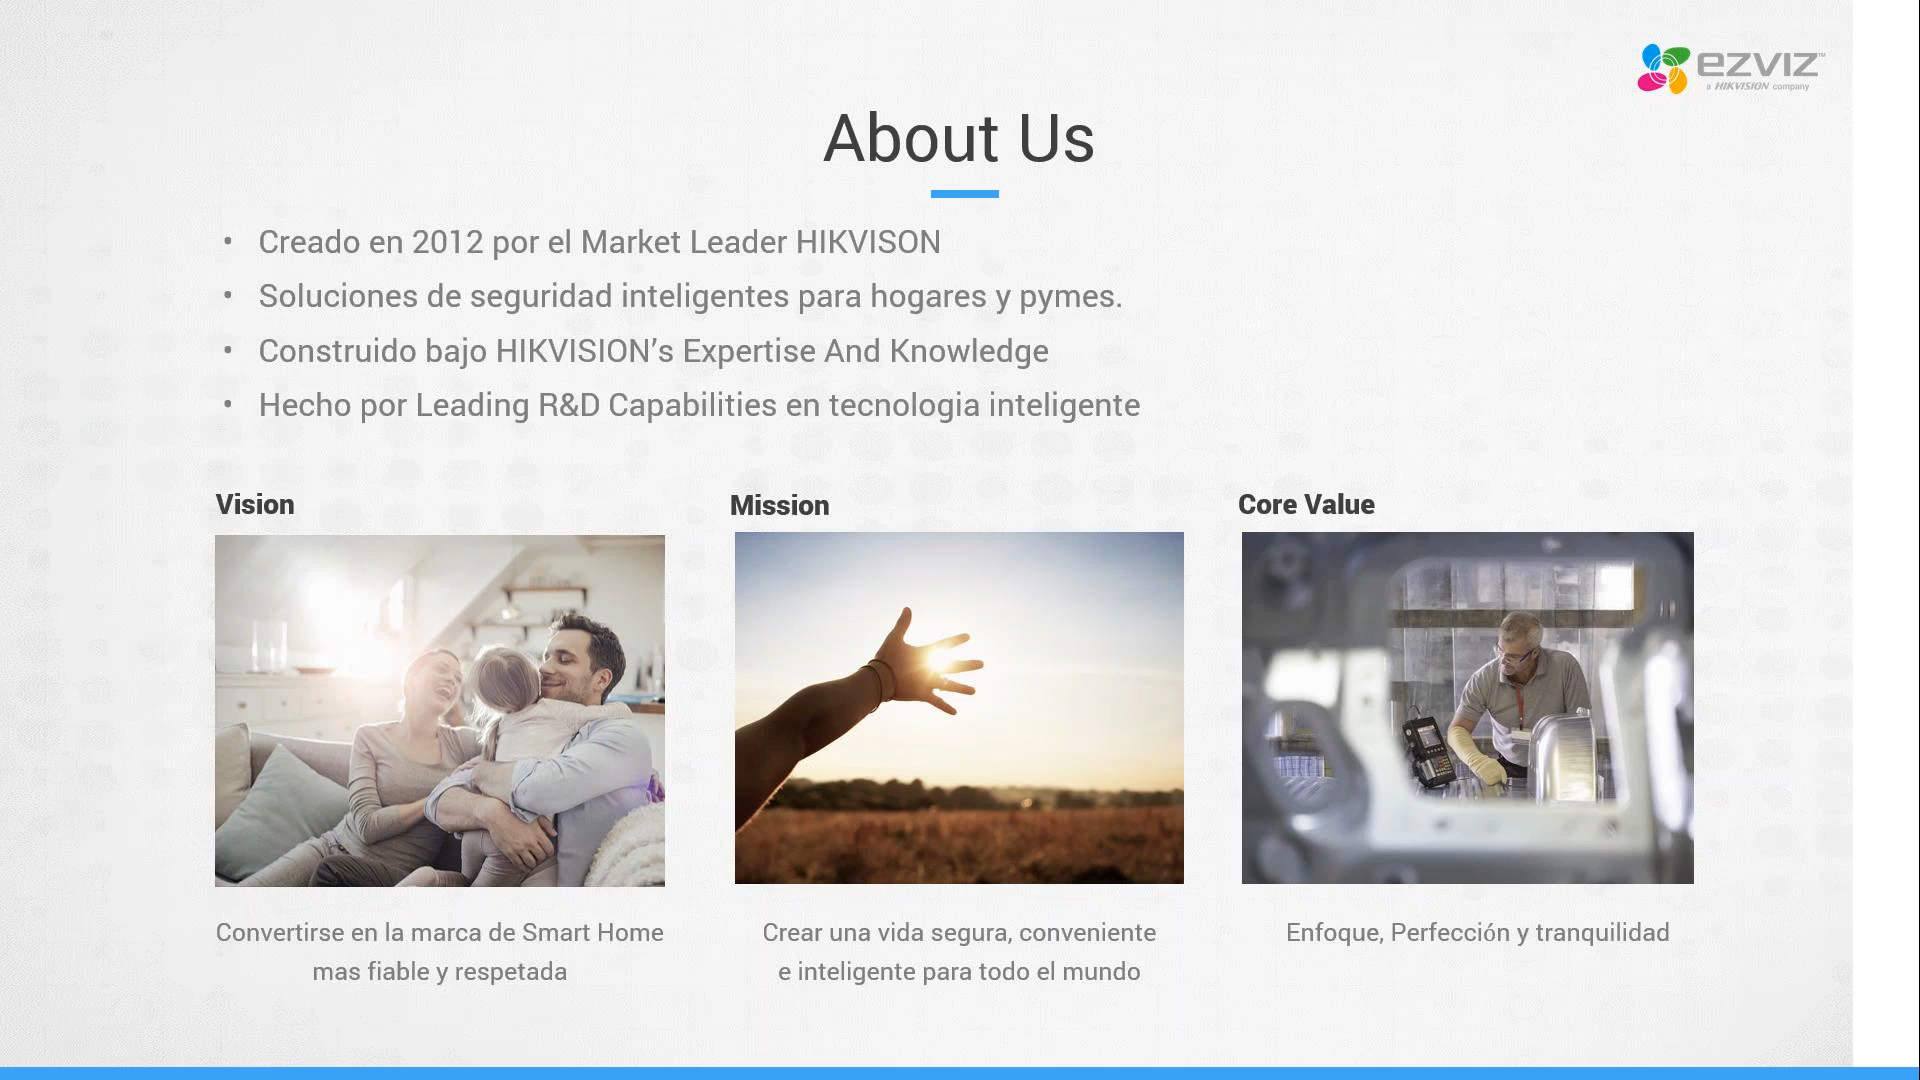 ezviz™
a HIKVISION company
About Us
• Creado en 2012 por el Market Leader HIKVISON
• Soluciones de seguridad inteligentes para hogares y pymes.
• Construido bajo HIKVISION’s Expertise And Knowledge
• Hecho por Leading R&D Capabilities en tecnologia inteligente
Vision
Mission
Core Value
Convertirse en la marca de Smart Home
mas fiable y respetada
Crear una vida segura, conveniente
e inteligente para todo el mundo
Enfoque, Perfección y tranquilidad